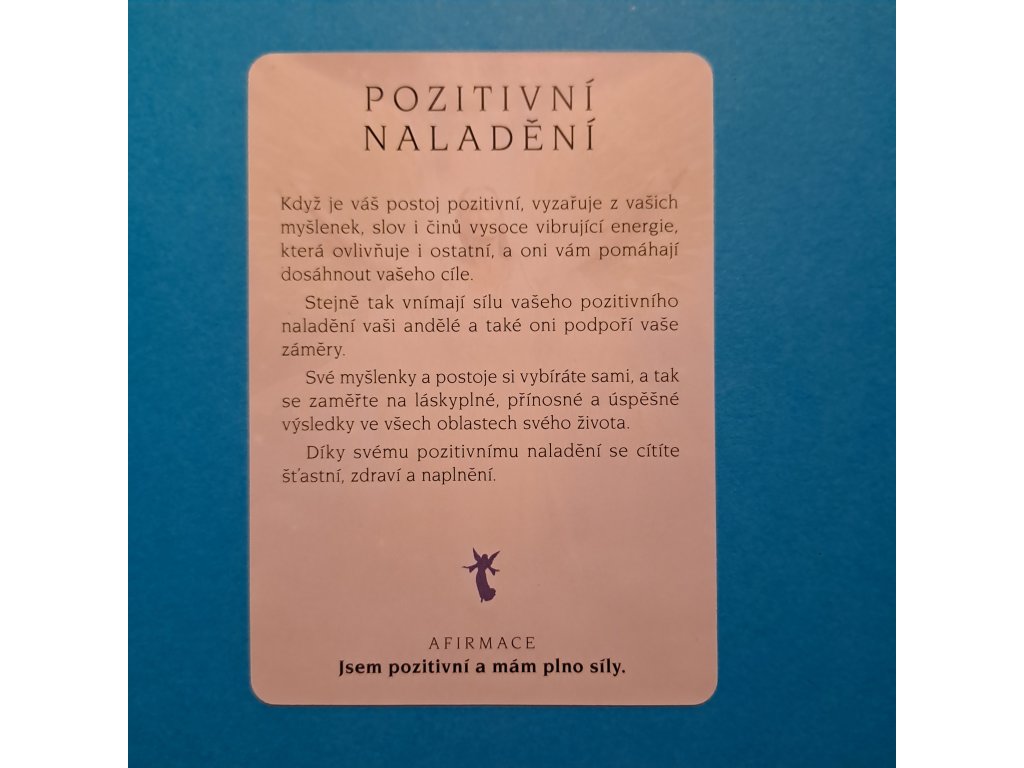 POZITIVNÍ
NALADĚNÍ
Když je váš postoj pozitivní, vyzařuje z vašich
myšlenek, slov i činů vysoce vibrující energie,
která ovlivňuje i ostatní, a oni vám pomáhají
dosáhnout vašeho cíle.
Stejně tak vnímají sílu vašeho pozitivního
naladění vaši andělé a také oni podpoří vaše
záměry.
Své myšlenky a postoje si vybíráte sami, a tak
se zaměřte na láskyplné, přínosné a úspěšné
výsledky ve všech oblastech svého života.
Díky svému pozitivnímu naladění se cítíte
šťastní, zdraví a naplnění.
AFIRMACE
Jsem pozitivní a mám plno síly.